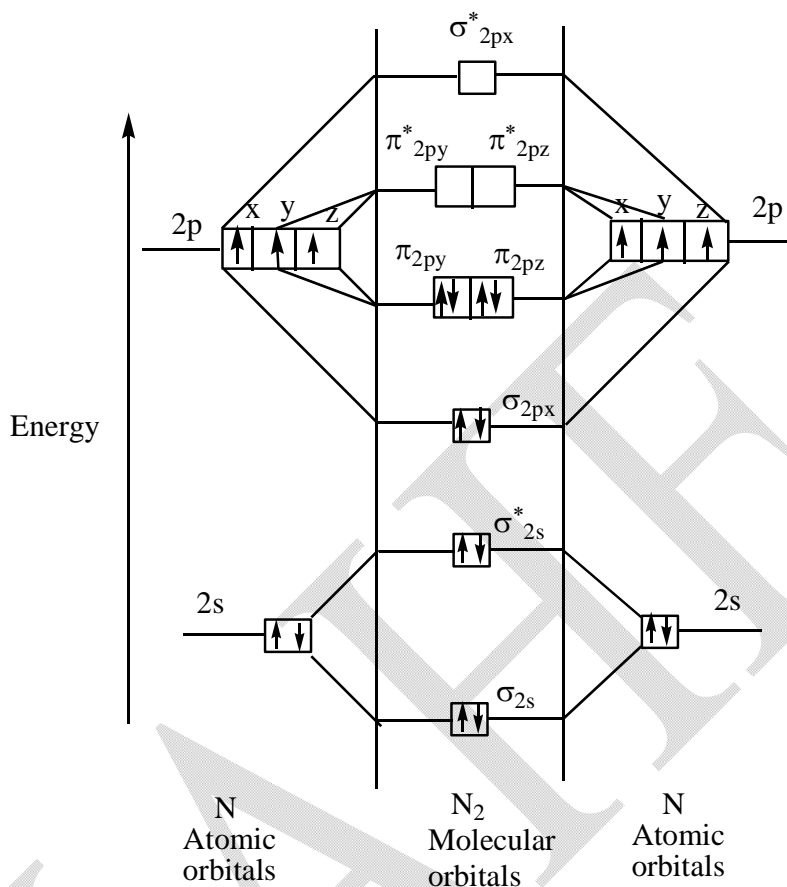 σ*2px
π*2py π*2pz
x y z
x y z
2p
2p
π2py π2pz
Energy
σ2px
σ*2s
2s
2s
σ2s
N
Atomic
orbitals
N2
Molecular
orbitals
N
Atomic
orbitals